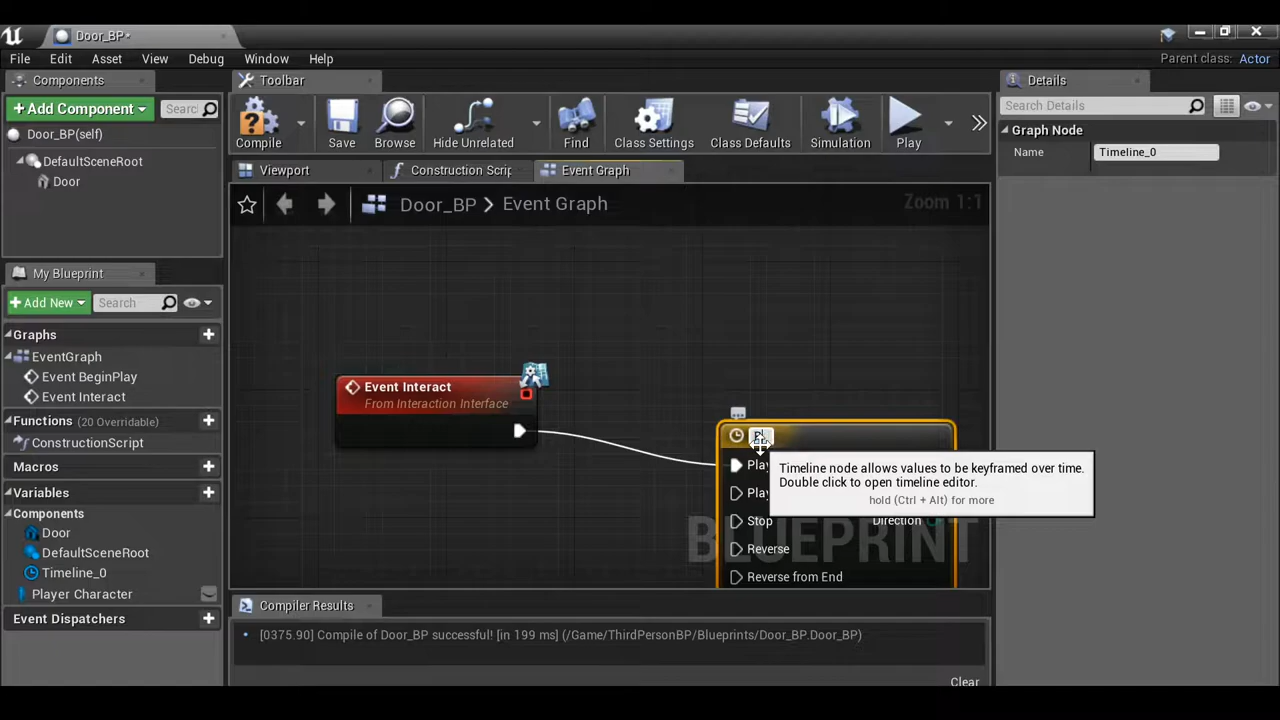 Door_BP•
File Edit Asset View Debug Window Help
Parent class: Actor
Components
+ Add Component
Searc
Door_BP(self)
DefaultSceneRoot
Door
Toolbar
Compile
Save
Browse
Hide Unrelated
Find
Class Settings
Class Defaults
Simulation
Play
Viewport
Construction Scrip
Event Graph
Door_BP > Event Graph
Zoom 1:1
Event Interact
From Interaction Interface
Play
Play
Stop
Reverse
Reverse from End
Direction
BLUEPRINT
Timeline node allows values to be keyframed over time.
Double click to open timeline editor.
hold (Ctrl + Alt) for more
My Blueprint
+ Add New
Search
Graphs
EventGraph
Event BeginPlay
Event Interact
Functions (20 Overridable)
ConstructionScript
Macros
Variables
Components
Door
DefaultSceneRoot
Timeline_0
Player Character
Event Dispatchers
Compiler Results
[0375.90] Compile of Door_BP successful! [in 199 ms] (/Game/ThirdPersonBP/Blueprints/Door_BP.Door_BP)
Clear
Details
Search Details
Graph Node
Name Timeline_0